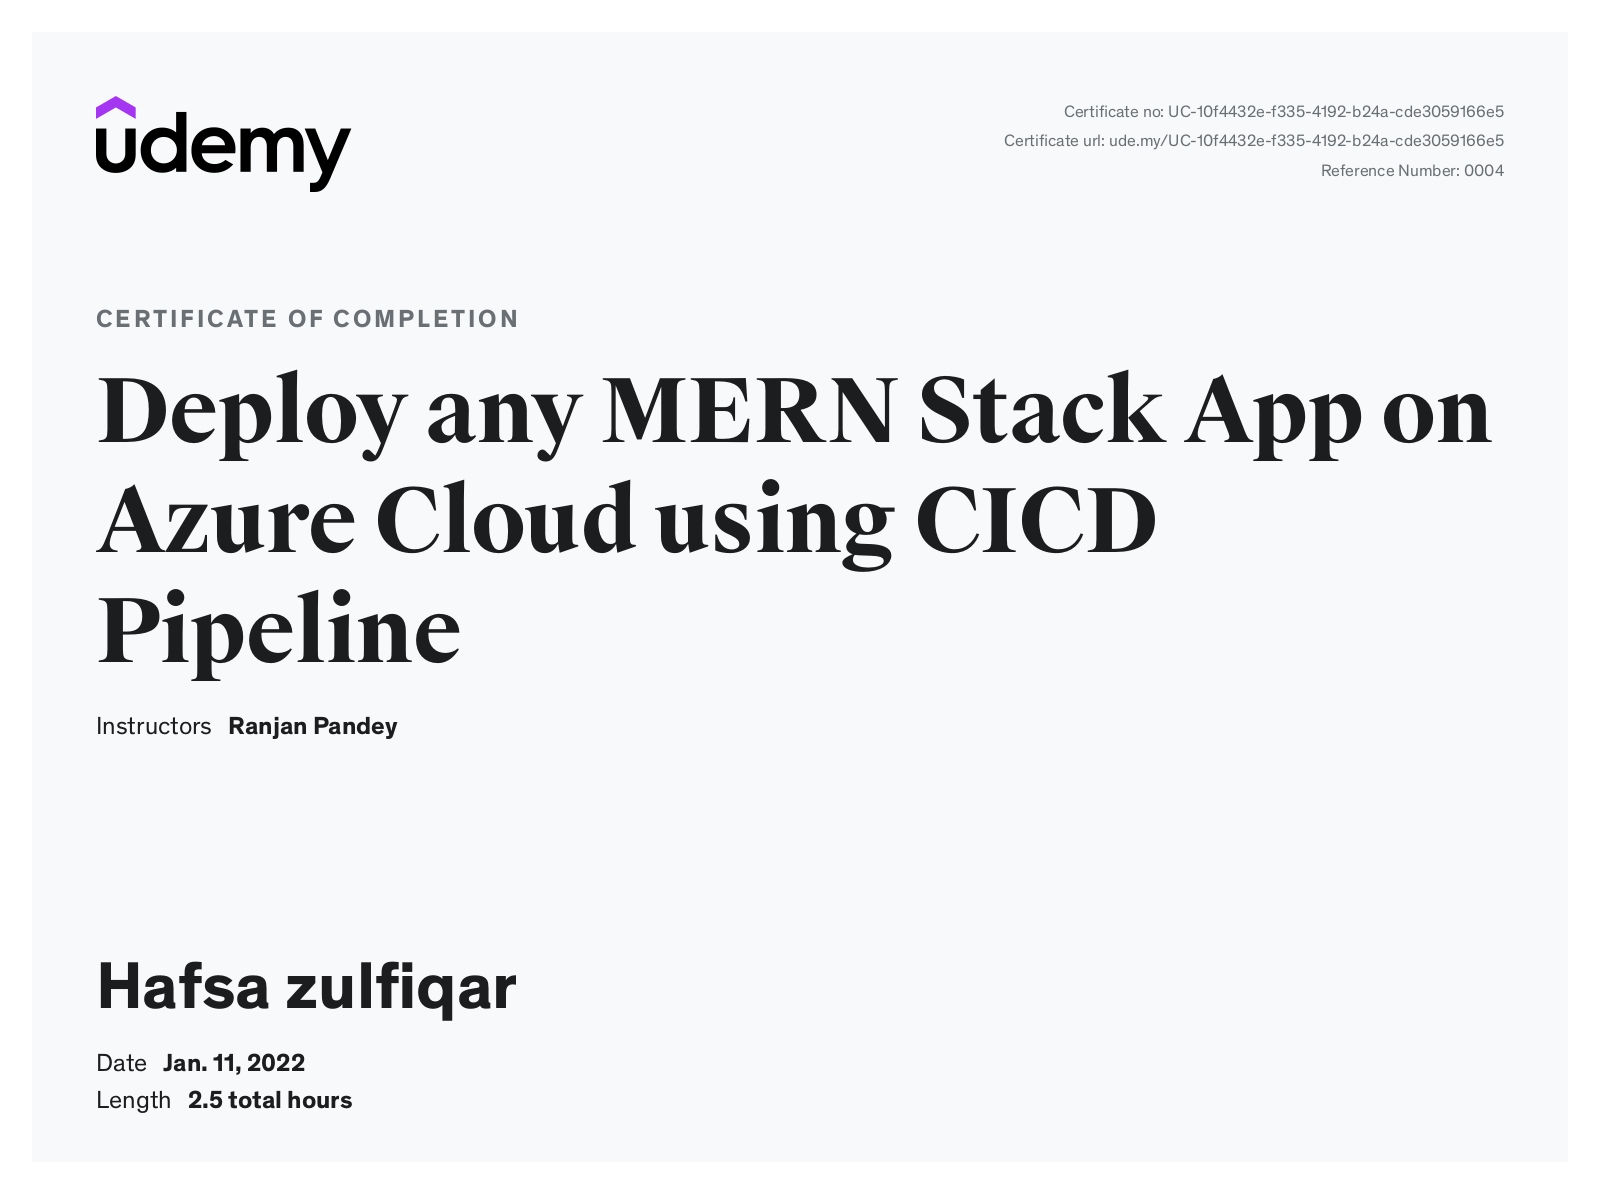 udemy
Certificate no: UC-10f4432e-f335-4192-b24a-cde3059166e5
Certificate url: ude.my/UC-10f4432e-f335-4192-b24a-cde3059166e5
Reference Number: 0004
CERTIFICATE OF COMPLETION
Deploy any MERN Stack App on
Azure Cloud using CICD
Pipeline
Instructors Ranjan Pandey
Hafsa zulfiqar
Date Jan. 11, 2022
Length 2.5 total hours